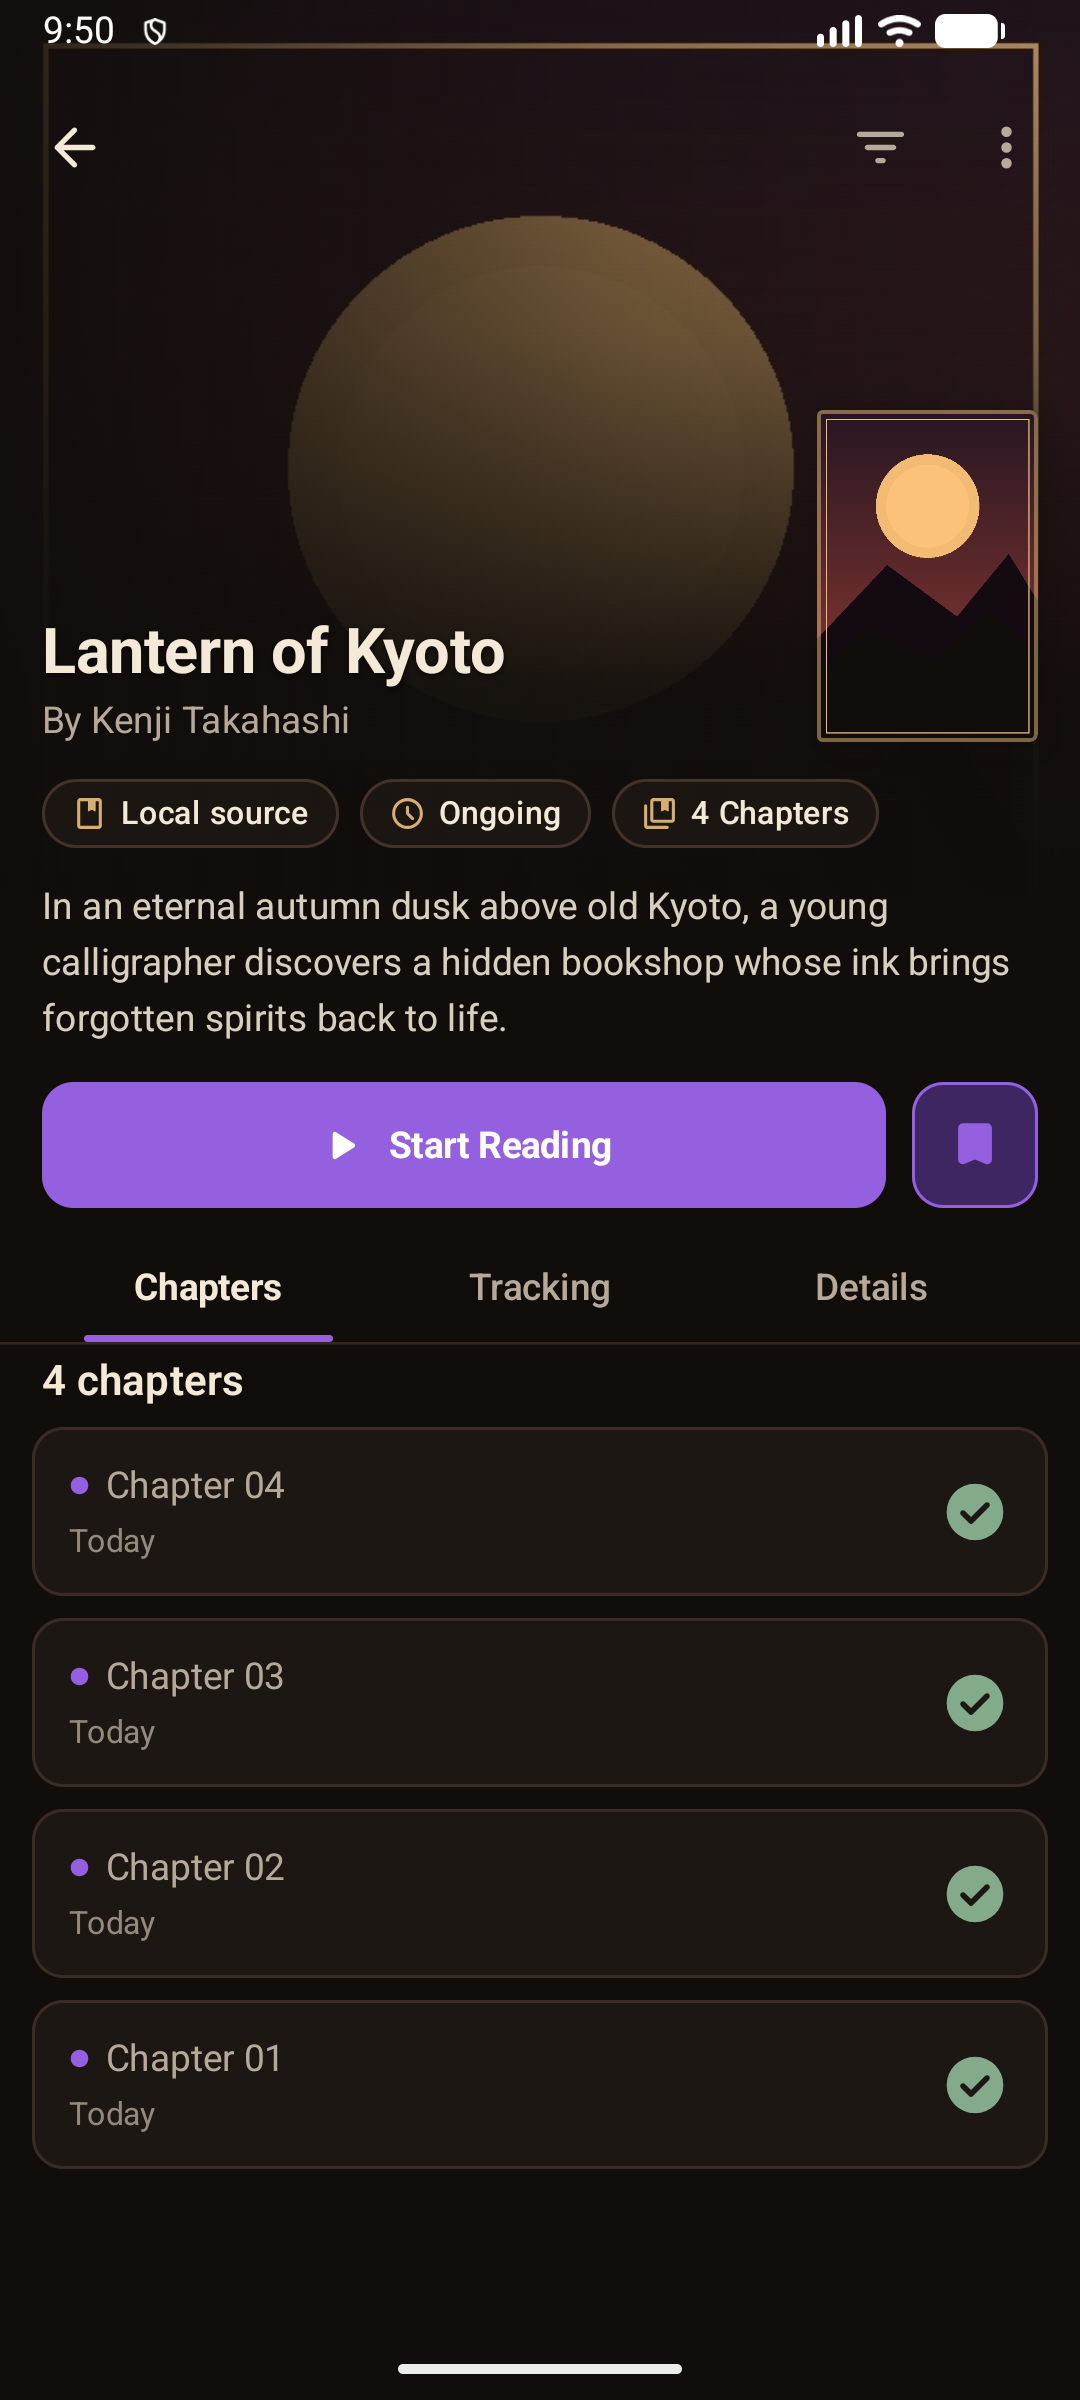 9:50
Lantern of Kyoto
By Kenji Takahashi
Local source
Ongoing
4 Chapters
In an eternal autumn dusk above old Kyoto, a young
calligrapher discovers a hidden bookshop whose ink brings
forgotten spirits back to life.
Start Reading
Chapters
Tracking
Details
4 chapters
Chapter 04
Today
Chapter 03
Today
Chapter 02
Today
Chapter 01
Today